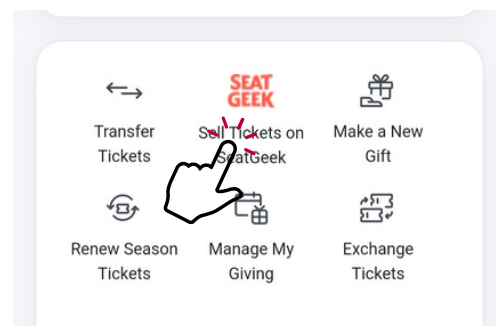 SEAT
GEEK
Transfer
Tickets
Sell Tickets on
SeatGeek
Make a New
Gift
Renew Season
Tickets
Manage My
Giving
Exchange
Tickets